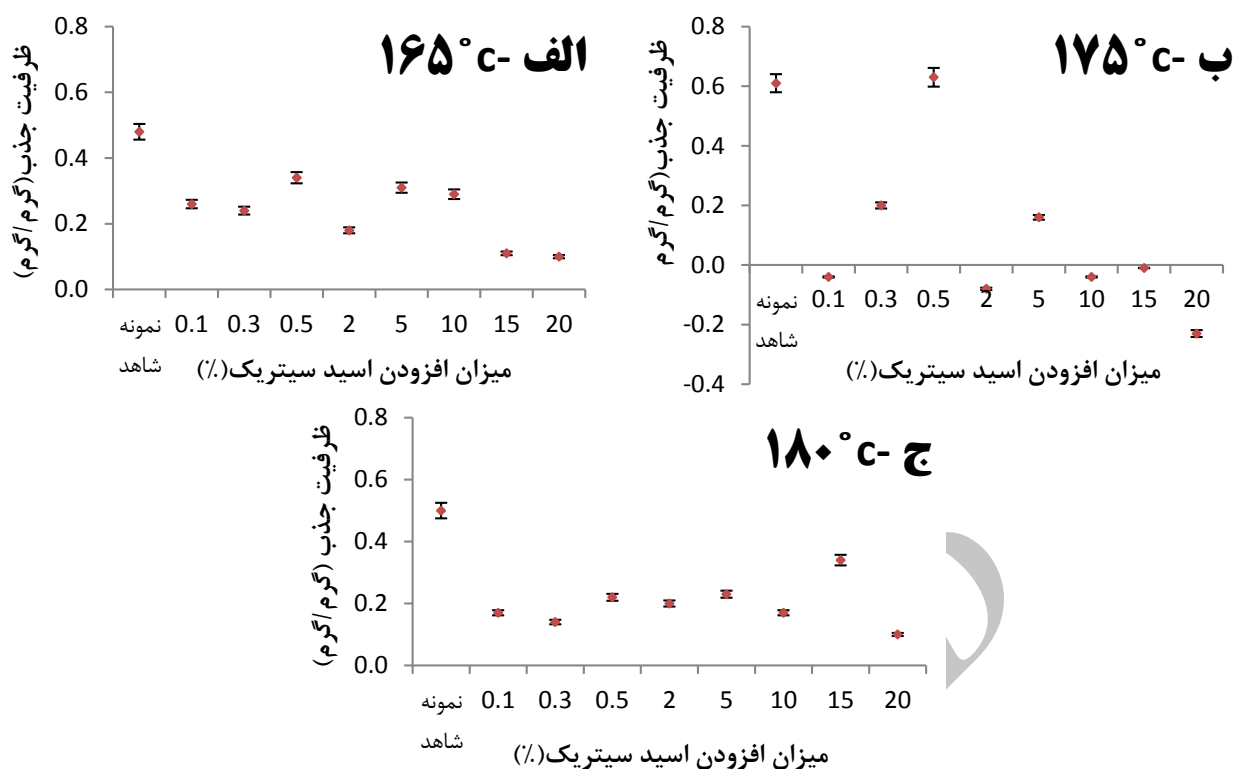 الف -۱۶۵˚c
ظرفیت جذب(گرم/گرم)
0.8
0.6
0.4
0.2
0.0
نمونه شاهد 0.1 0.3 0.5 2 5 10 15 20
میزان افزودن اسید سیتریک(٪)
ب -۱۷۵˚c
ظرفیت جذب(گرم/گرم
0.8
0.6
0.4
0.2
0.0
-0.2
-0.4
نمونه شاهد 0.1 0.3 0.5 2 5 10 15 20
میزان افزودن اسید سیتریک(٪)
ج -۱۸۰˚c
ظرفیت جذب (گرم/گرم)
0.8
0.6
0.4
0.2
0.0
نمونه شاهد 0.1 0.3 0.5 2 5 10 15 20
میزان افزودن اسید سیتریک(٪)